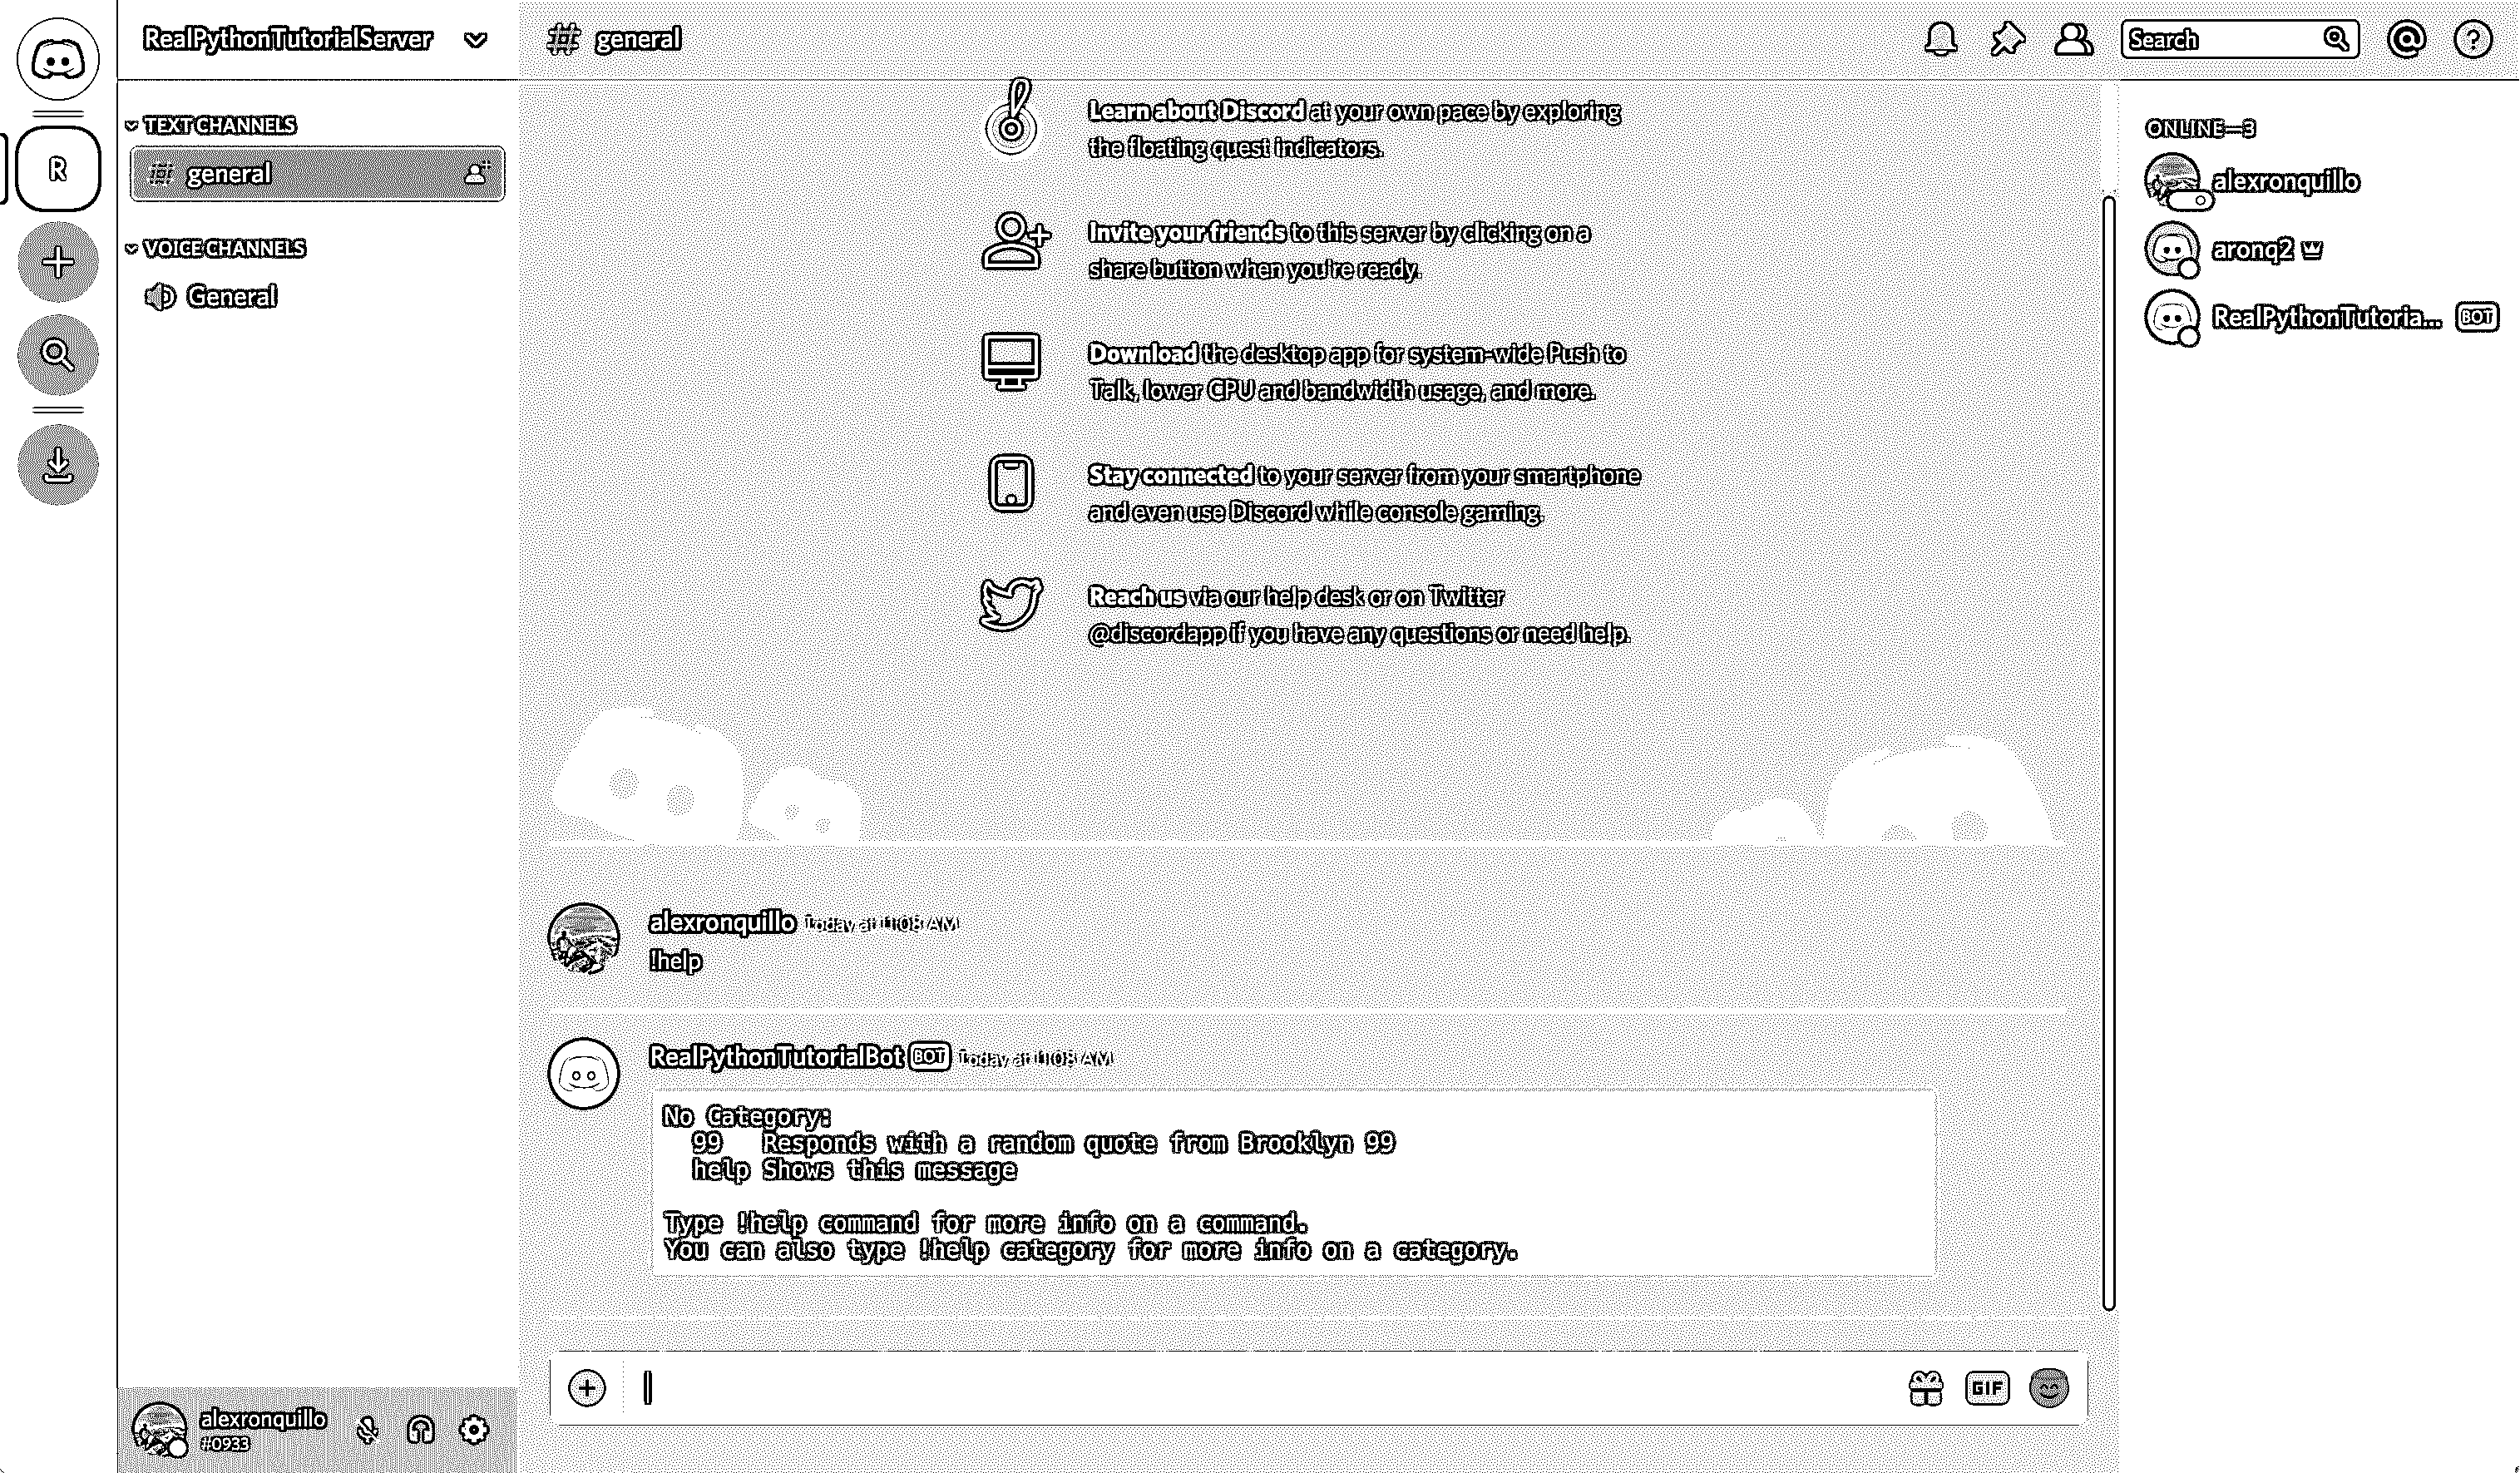 RealPythonTutorialServer
general
Search
R
TEXT CHANNELS
general
VOICE CHANNELS
General
Learn about Discord at your own pace by exploring
the floating quest indicators.
Invite your friends to this server by clicking on a
share button when you're ready.
Download the desktop app for system-wide Push to
Talk, lower CPU and bandwidth usage, and more.
Stay connected to your server from your smartphone
and even use Discord while console gaming.
Reach us via our help desk or on Twitter
@discordapp if you have any questions or need help.
alexronquillo Today at 11:08 AM
!help
RealPythonTutorialBot BOT Today at 11:08 AM
No Category:
99 Responds with a random quote from Brooklyn 99
help Shows this message
Type !help command for more info on a command.
You can also type !help category for more info on a category.
GIF
alexronquillo
#0933
ONLINE—3
alexronquillo
aronq2
RealPythonTutoria... BOT